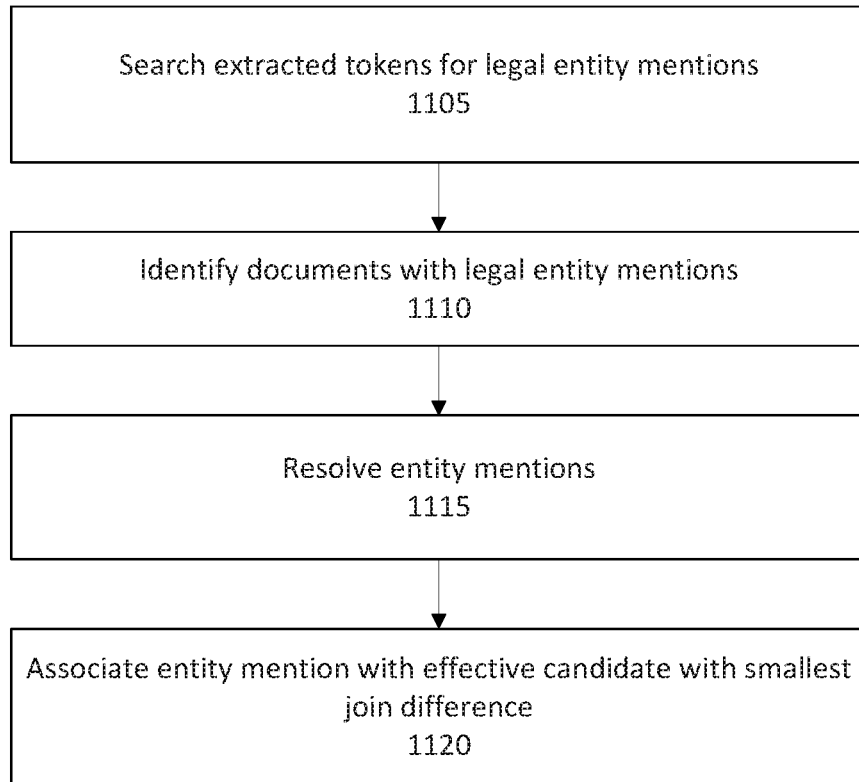 Search extracted tokens for legal entity mentions
1105
Identify documents with legal entity mentions
1110
Resolve entity mentions
1115
Associate entity mention with effective candidate with smallest
join difference
1120